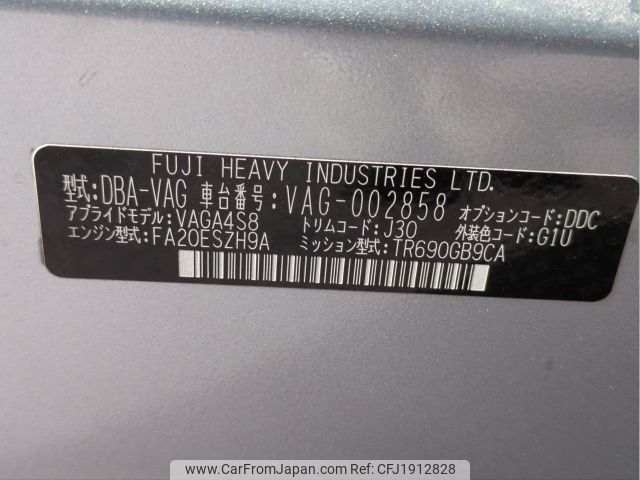 FUJI HEAVY INDUSTRIES LTD.
型式:DBA-VAG 車台番号:VAG-002858 オプションコード:DDC
アプライドモデル:VAGA4S8 トリムコード:J30 外装色コード:G1U
エンジン型式:FA20ESZH9A ミッション型式:TR690GB9CA
www.CAR FROM JAPAN.com - CFJ1912828